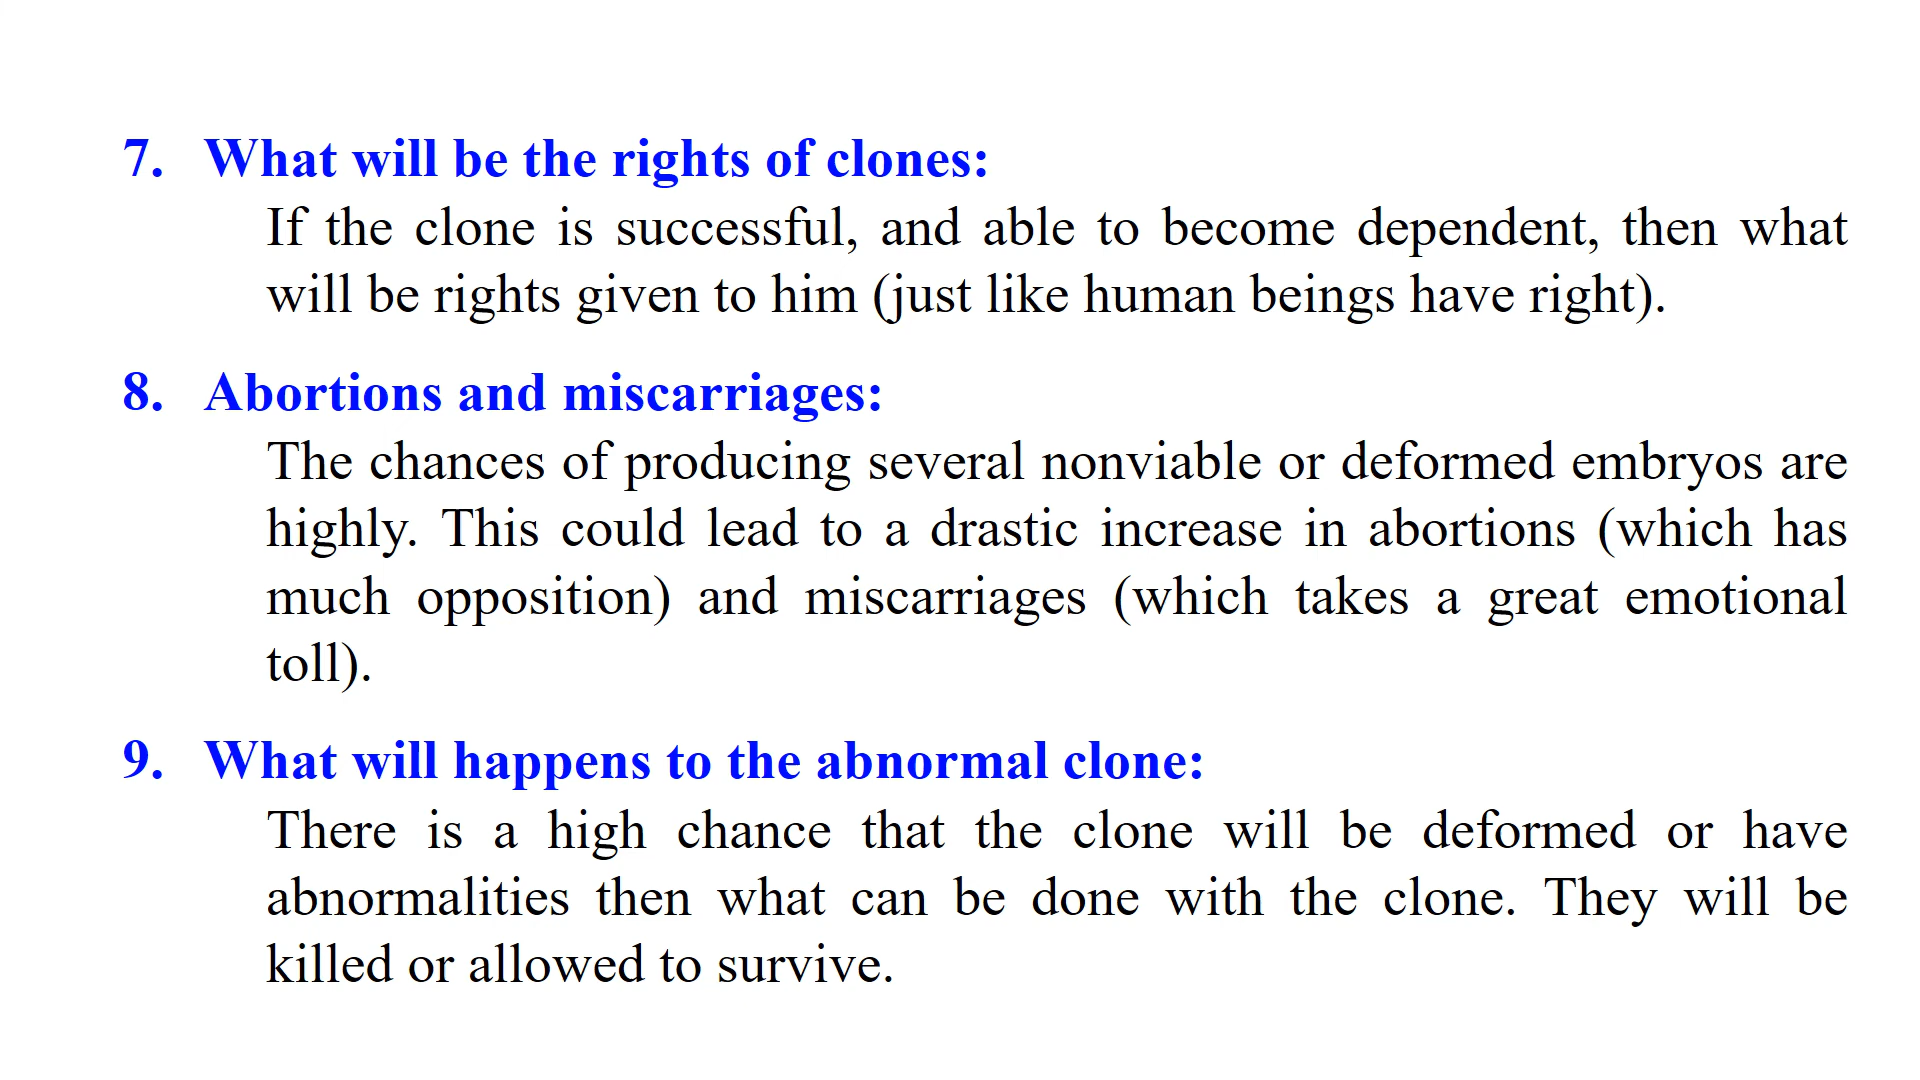 7. What will be the rights of clones:
If the clone is successful, and able to become dependent, then what
will be rights given to him (just like human beings have right).
8. Abortions and miscarriages:
The chances of producing several nonviable or deformed embryos are
highly. This could lead to a drastic increase in abortions (which has
much opposition) and miscarriages (which takes a great emotional
toll).
9. What will happens to the abnormal clone:
There is a high chance that the clone will be deformed or have
abnormalities then what can be done with the clone. They will be
killed or allowed to survive.